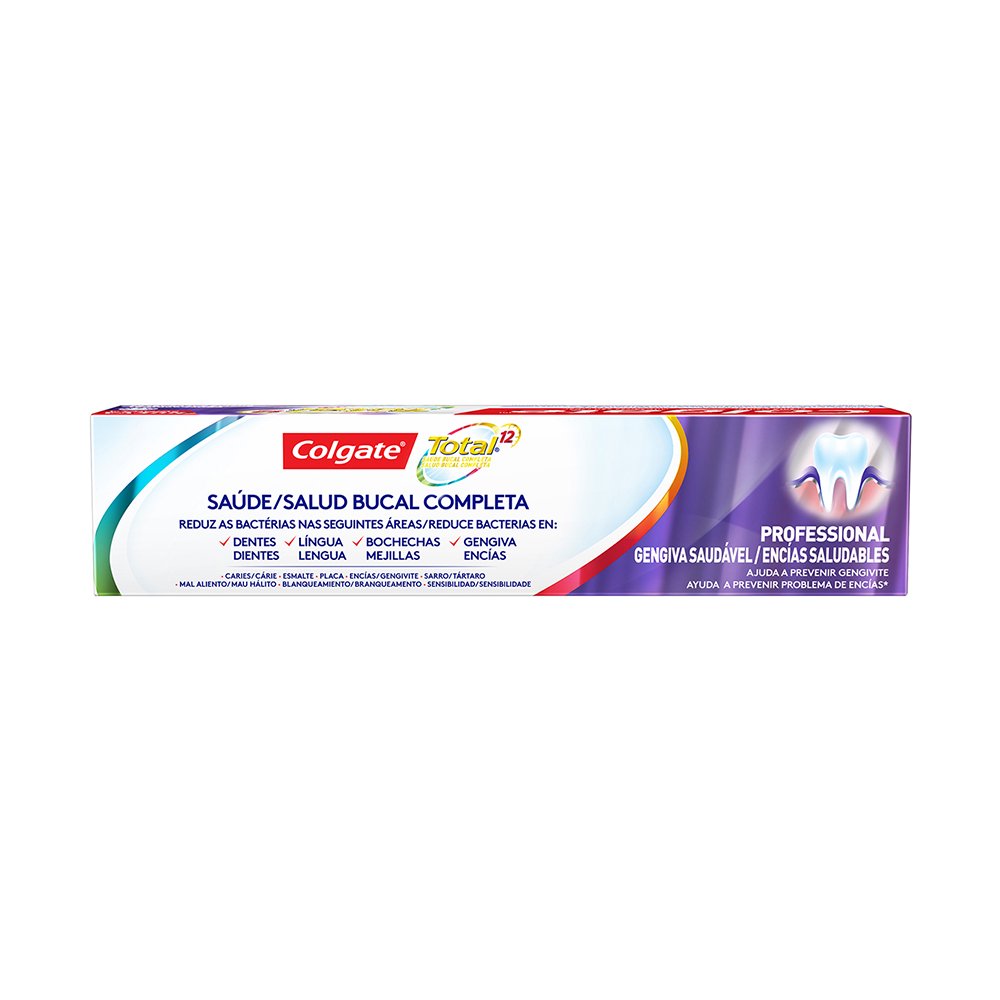 Colgate®
Total 12®
SAÚDE BUCAL COMPLETA
SALUD BUCAL COMPLETA
SAÚDE/SALUD BUCAL COMPLETA
REDUZ AS BACTÉRIAS NAS SEGUINTES ÁREAS/REDUCE BACTERIAS EN:
✓ DENTES ✓ LÍNGUA ✓ BOCHECHAS ✓ GENGIVA
DIENTES LENGUA MEJILLAS ENCÍAS
· CARIES/CÁRIE · ESMALTE · PLACA · ENCÍAS/GENGIVITE · SARRO/TÁRTARO
· MAL ALIENTO/MAU HÁLITO · BLANQUEAMIENTO/BRANQUEAMENTO · SENSIBILIDAD/SENSIBILIDADE
PROFESSIONAL
GENGIVA SAUDÁVEL/ENCÍAS SALUDABLES
AJUDA A PREVENIR GENGIVITE
AYUDA A PREVENIR PROBLEMA DE ENCÍAS*